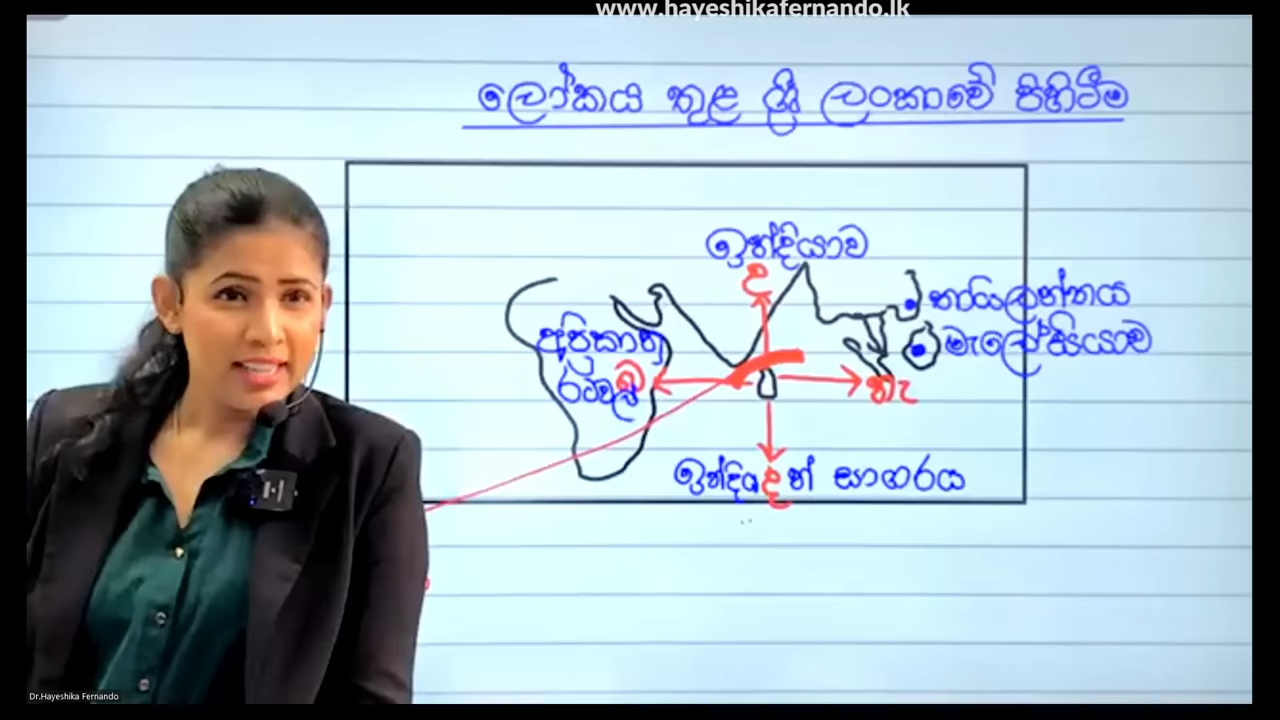 www.hayeshikafernando.lk
ලෝකය තුළ ශ්‍රී ලංකාවේ පිහිටීම
ඉන්දියාව
උ
තායිලන්තය
අප්‍රිකානු
මැලේසියාව
රටවල් බ
නැ
ඉන්දියන් සාගරය
ද
Dr.Hayeshika Fernando